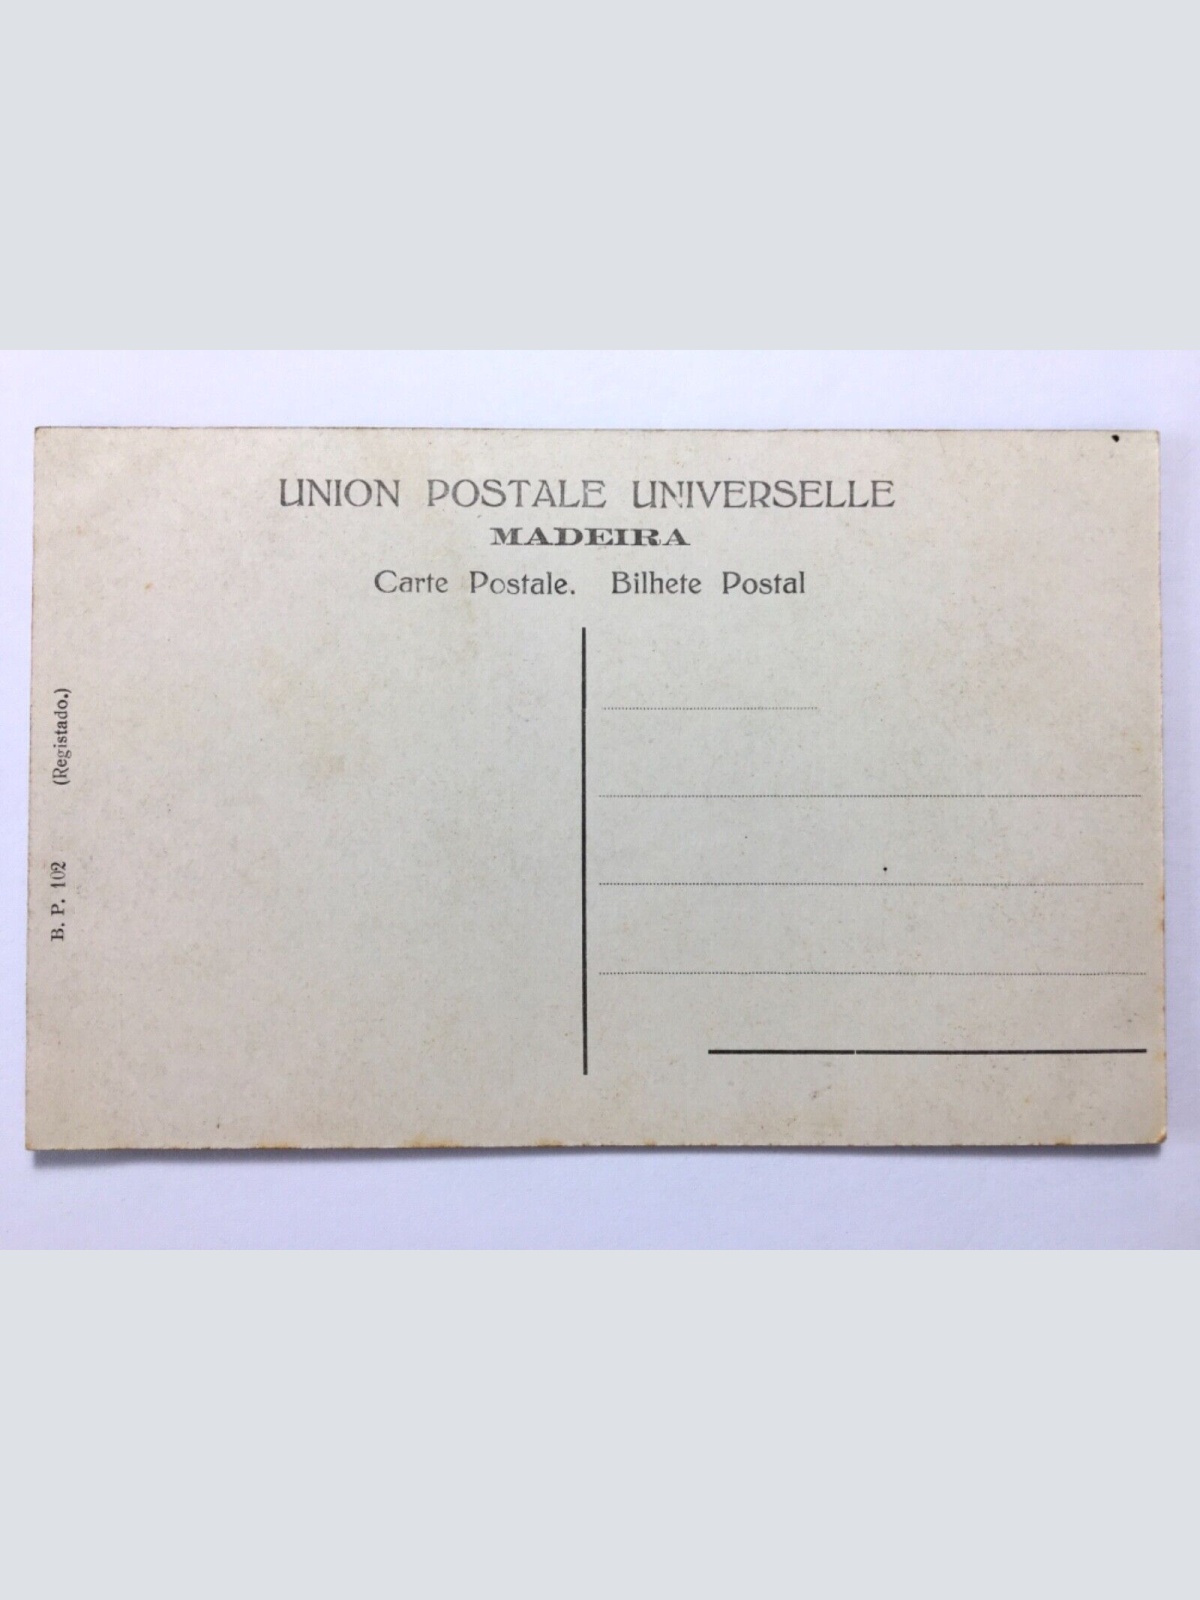 UNION POSTALE UNIVERSELLE
MADEIRA
Carte Postale. Bilhete Postal
B. P. 102 (Registado.)